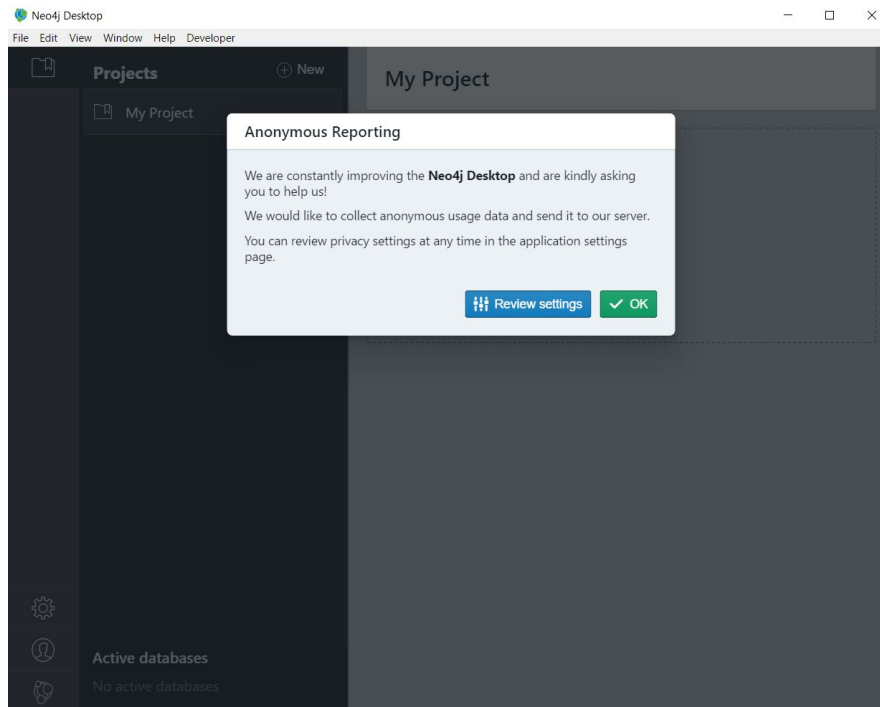 Neo4j Desktop
File Edit View Window Help Developer
Projects
New
My Project
My Project
Anonymous Reporting
We are constantly improving the Neo4j Desktop and are kindly asking
you to help us!
We would like to collect anonymous usage data and send it to our server.
You can review privacy settings at any time in the application settings
page.
Review settings
OK
Active databases
No active databases